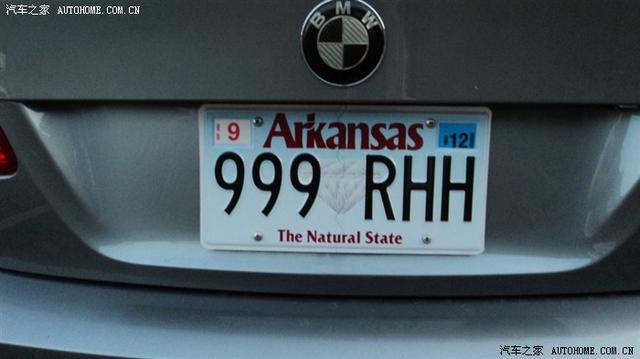 汽车之家 AUTOHOME.COM.CN
BMW
9 Arkansas 12
999 RHH
The Natural State
汽车之家 AUTOHOME.COM.CN